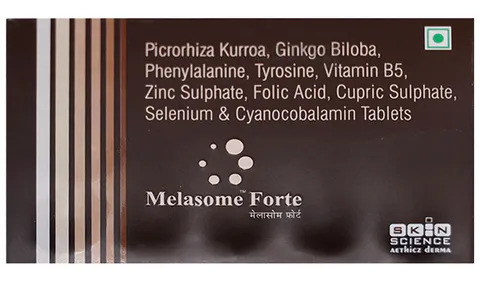 Picrorhiza Kurroa, Ginkgo Biloba,
Phenylalanine, Tyrosine, Vitamin B5,
Zinc Sulphate, Folic Acid, Cupric Sulphate,
Selenium & Cyanocobalamin Tablets
Melasome™ Forte
मेलासोम फोर्ट
SKIN
SCIENCE
AETHICZ DERMA